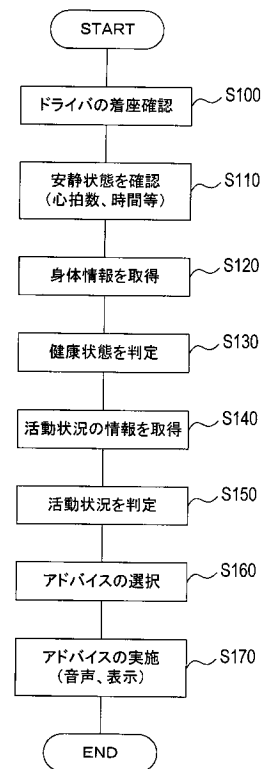 START
ドライバの着座確認
S100
安静状態を確認
(心拍数、時間等)
S110
身体情報を取得
S120
健康状態を判定
S130
活動状況の情報を取得
S140
活動状況を判定
S150
アドバイスの選択
S160
アドバイスの実施
(音声、表示)
S170
END